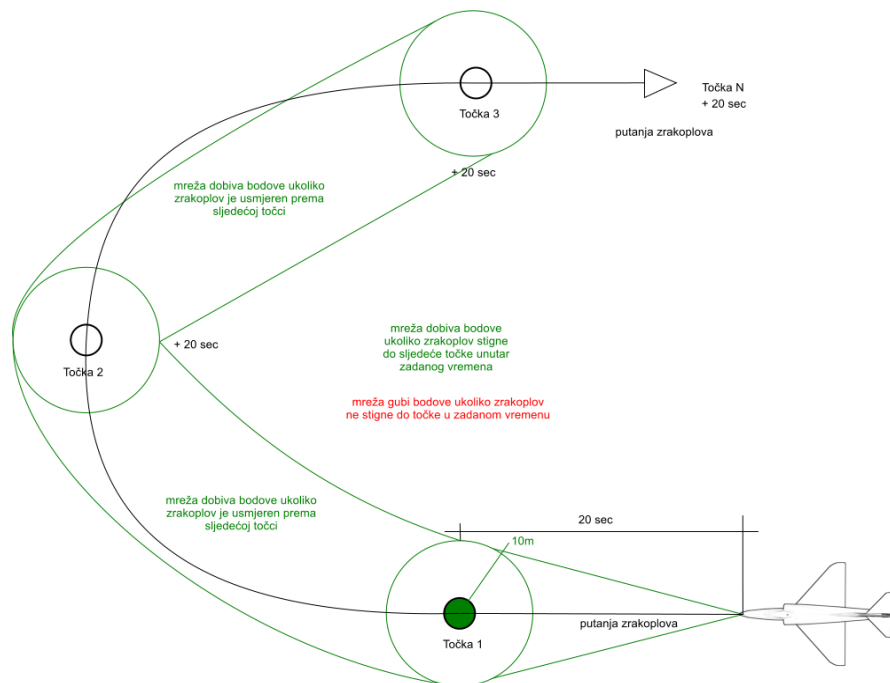 Točka N
+ 20 sec
Točka 3
putanja zrakoplova
+ 20 sec
mreža dobiva bodove ukoliko
zrakoplov je usmjeren prema
sljedećoj točci
+ 20 sec
Točka 2
mreža dobiva bodove
ukoliko zrakoplov stigne
do sljedeće točke unutar
zadanog vremena
mreža gubi bodove ukoliko zrakoplov
ne stigne do točke u zadanom vremenu
mreža dobiva bodove ukoliko
zrakoplov je usmjeren prema
sljedećoj točci
20 sec
10m
putanja zrakoplova
Točka 1